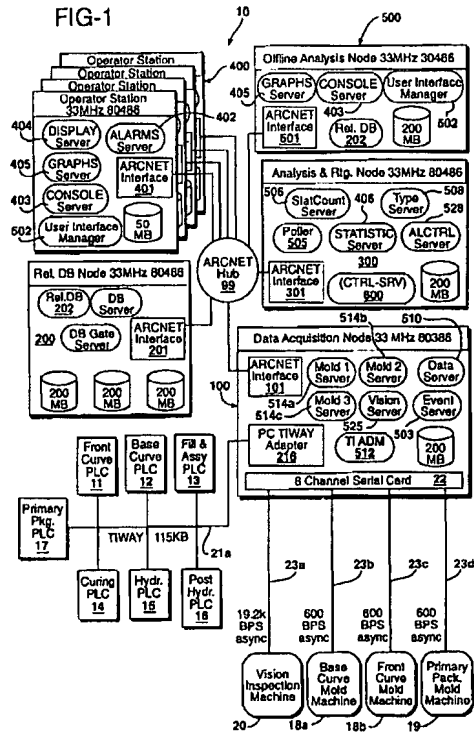 FIG-1
10
Operator Station
Operator Station
Operator Station
Operator Station
33MHz 80486
400
404
DISPLAY
Server
ALARMS
Server
402
405
GRAPHS
Server
ARCNET
Interface
401
403
CONSOLE
Server
502
User Interface
Manager
50
MB
500
Offline Analysis Node 33MHz 30486
GRAPHS
Server
405
CONSOLE
Server
403
User Interface
Manager
502
ARCNET
Interface
501
Rel. DB
202
200
MB
Analysis & Rtg. Node 33MHz 80486
506
SlatCount
Server
406
Type
Server
508
528
Poller
505
STATISTIC
Server
300
ALCTRL
Server
ARCNET
Interface
301
(CTRL-SRV)
600
200
MB
ARCNET
Hub
99
Rel. DB Node 33MHz 80486
Rel.DB
202
DB
Server
200
DB Gate
Server
ARCNET
Interface
201
200
MB
200
MB
200
MB
514b
510
Data Acquisition Node 33 MHz 80386
100
ARCNET
Interface
101
Mold 1
Server
Mold 2
Server
Data
Server
514a
514c
Mold 3
Server
Vision
Server
525
Event
Server
503
PC TIWAY
Adapter
216
TI ADM
512
200
MB
8 Channel Serial Card
22
Front
Curve
PLC
11
Base
Curve
PLC
12
Fill &
Assy PLC
13
Primary
Pkg.
PLC
17
TIWAY
115KB
21a
Curing
PLC
14
Hydr.
PLC
15
Post
Hydr.
PLC
16
23a
23b
23c
23d
19.2k
BPS
async
600
BPS
async
600
BPS
async
600
BPS
async
Vision
Inspection
Machine
Base
Curve Mold
Machine
Front
Curve Mold
Machine
Primary
Pack. Mold
Machine
20
18a
18b
19